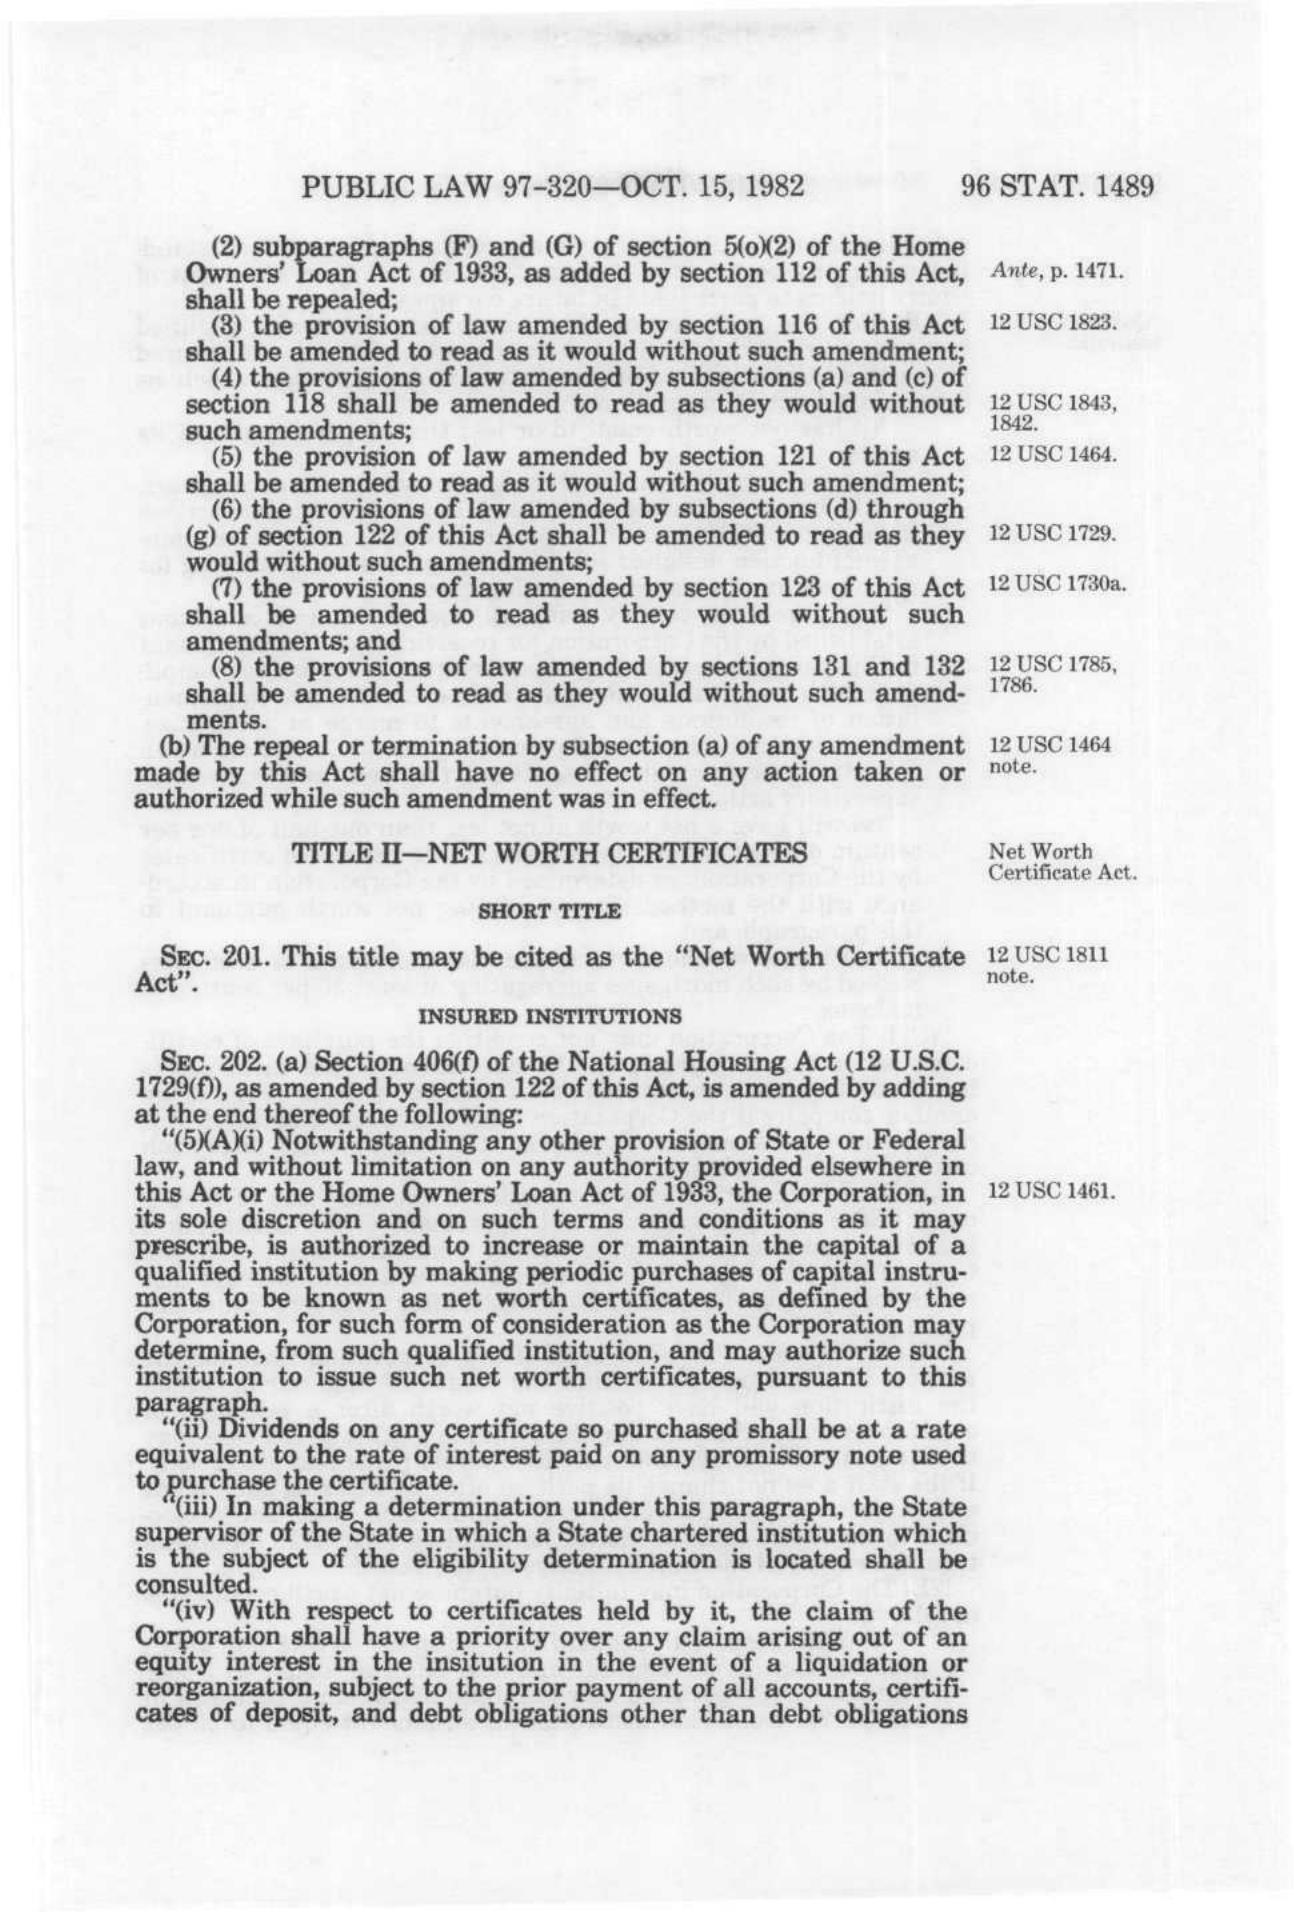 PUBLIC LAW 97-320—OCT. 15, 1982 96 STAT. 1489
(2) subparagraphs (F) and (G) of section 5(o)(2) of the Home
Owners' Loan Act of 1933, as added by section 112 of this Act, Ante, p. 1471.
shall be repealed;
(3) the provision of law amended by section 116 of this Act 12 USC 1823.
shall be amended to read as it would without such amendment;
(4) the provisions of law amended by subsections (a) and (c) of
section 118 shall be amended to read as they would without 12 USC 1843,
such amendments; 1842.
(5) the provision of law amended by section 121 of this Act 12 USC 1464.
shall be amended to read as it would without such amendment;
(6) the provisions of law amended by subsections (d) through
(g) of section 122 of this Act shall be amended to read as they 12 USC 1729.
would without such amendments;
(7) the provisions of law amended by section 123 of this Act 12 USC 1730a.
shall be amended to read as they would without such
amendments; and
(8) the provisions of law amended by sections 131 and 132 12 USC 1785,
shall be amended to read as they would without such amend- 1786.
ments.
(b) The repeal or termination by subsection (a) of any amendment 12 USC 1464
made by this Act shall have no effect on any action taken or note.
authorized while such amendment was in effect.
TITLE II—NET WORTH CERTIFICATES Net Worth
Certificate Act.
SHORT TITLE
SEC. 201. This title may be cited as the "Net Worth Certificate 12 USC 1811
Act". note.
INSURED INSTITUTIONS
SEC. 202. (a) Section 406(f) of the National Housing Act (12 U.S.C.
1729(f)), as amended by section 122 of this Act, is amended by adding
at the end thereof the following:
"(5)(A)(i) Notwithstanding any other provision of State or Federal
law, and without limitation on any authority provided elsewhere in
this Act or the Home Owners' Loan Act of 1933, the Corporation, in 12 USC 1461.
its sole discretion and on such terms and conditions as it may
prescribe, is authorized to increase or maintain the capital of a
qualified institution by making periodic purchases of capital instru-
ments to be known as net worth certificates, as defined by the
Corporation, for such form of consideration as the Corporation may
determine, from such qualified institution, and may authorize such
institution to issue such net worth certificates, pursuant to this
paragraph.
"(ii) Dividends on any certificate so purchased shall be at a rate
equivalent to the rate of interest paid on any promissory note used
to purchase the certificate.
"(iii) In making a determination under this paragraph, the State
supervisor of the State in which a State chartered institution which
is the subject of the eligibility determination is located shall be
consulted.
"(iv) With respect to certificates held by it, the claim of the
Corporation shall have a priority over any claim arising out of an
equity interest in the insitution in the event of a liquidation or
reorganization, subject to the prior payment of all accounts, certifi-
cates of deposit, and debt obligations other than debt obligations